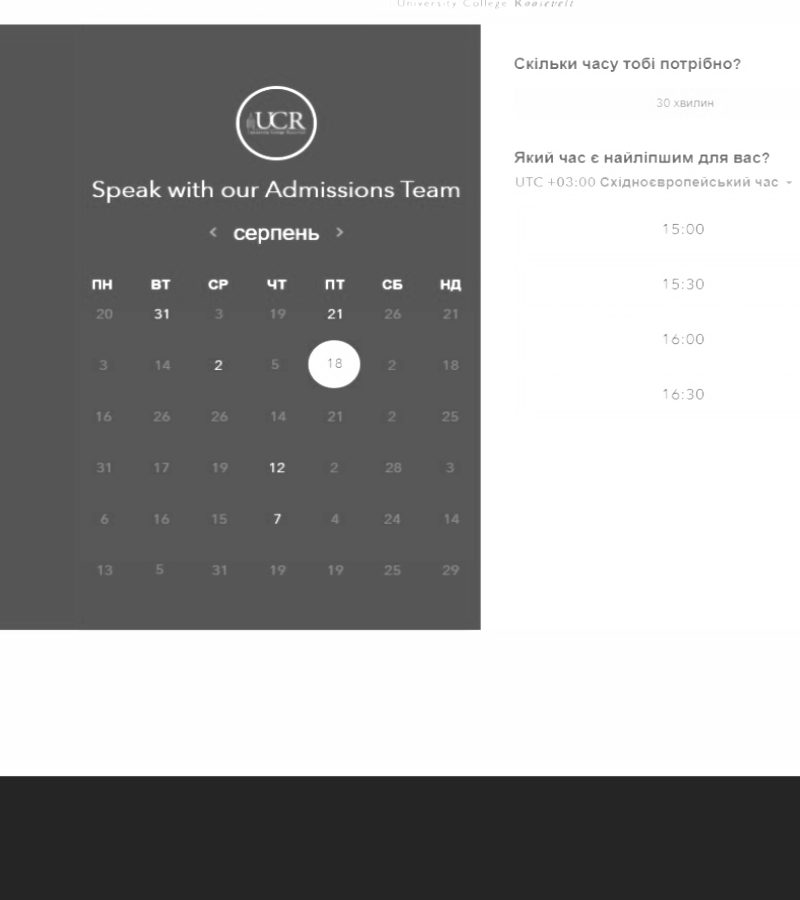 University College Roosevelt
UCR
Speak with our Admissions Team
< серпень >
ПН ВТ СР ЧТ ПТ СБ НД
20 31 3 19 21 26 21
3 14 2 5 18 2 18
16 26 26 14 21 2 25
31 17 19 12 2 28 3
6 16 15 7 4 24 14
13 5 31 19 19 25 29
Скільки часу тобі потрібно?
30 хвилин
Який час є найліпшим для вас?
UTC +03:00 Східноєвропейський час
15:00
15:30
16:00
16:30